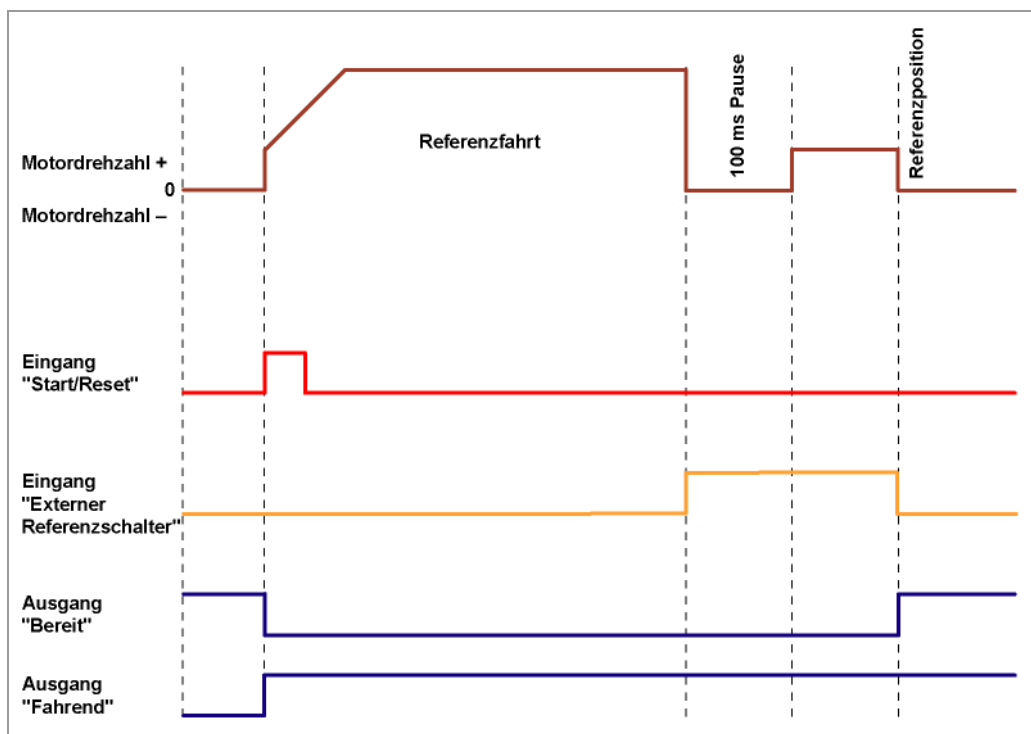 Referenzfahrt
100 ms Pause
Referenzposition
Motordrehzahl +
0
Motordrehzahl –
Eingang
"Start/Reset"
Eingang
"Externer
Referenzschalter"
Ausgang
"Bereit"
Ausgang
"Fahrend"